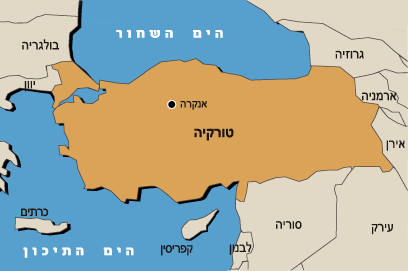 הים השחור
בולגריה
גרוזיה
יוון
ארמניה
אנקרה
טורקיה
אירן
כרתים
סוריה
עירק
הים התיכון
קפריסין
לבנון